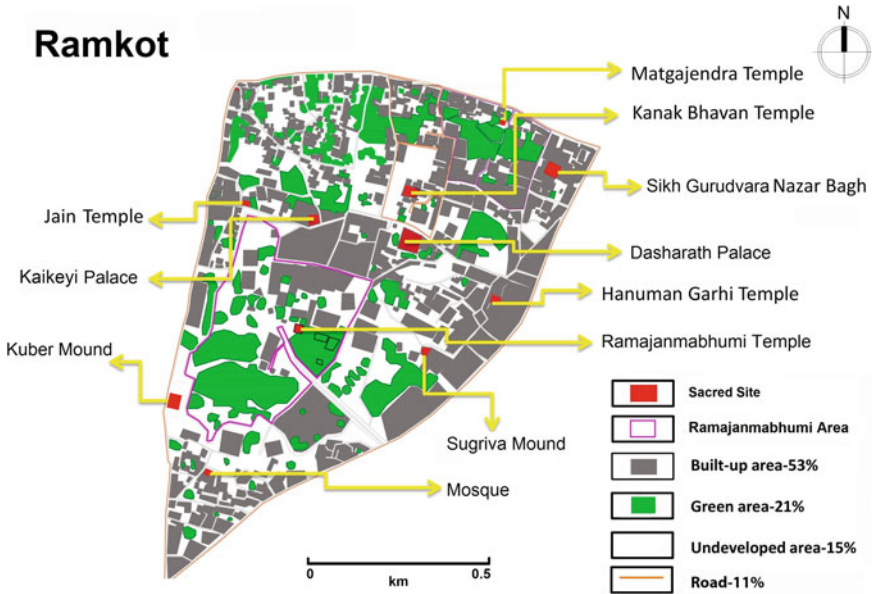 Ramkot
N
Matgajendra Temple
Kanak Bhavan Temple
Sikh Gurudvara Nazar Bagh
Jain Temple
Dasharath Palace
Kaikeyi Palace
Hanuman Garhi Temple
Ramajanmabhumi Temple
Kuber Mound
Sacred Site
Ramajanmabhumi Area
Sugriva Mound
Built-up area-53%
Mosque
Green area-21%
Undeveloped area-15%
0 0.5
km
Road-11%